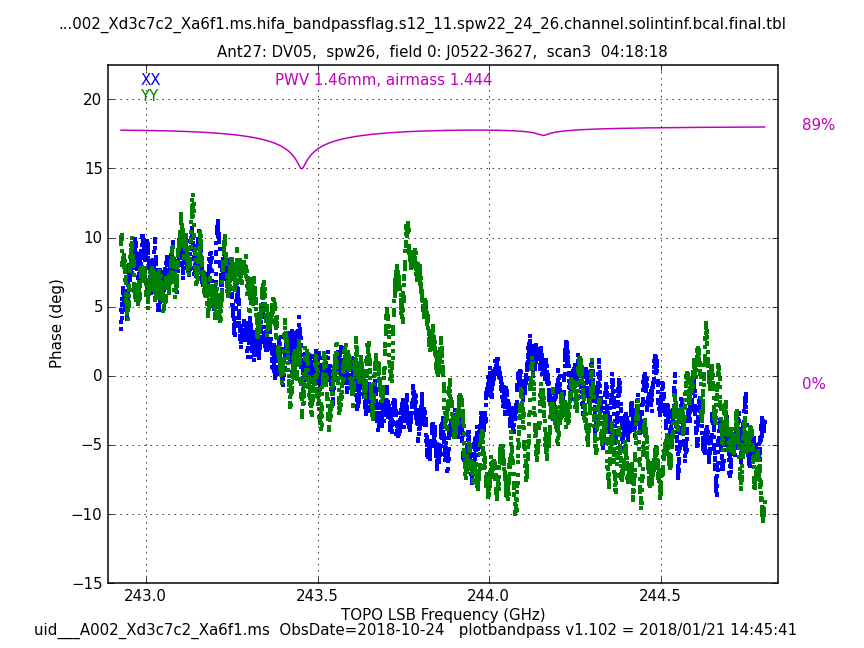 ...002_Xd3c7c2_Xa6f1.ms.hifa_bandpassflag.s12_11.spw22_24_26.channel.solintinf.bcal.final.tbl
Ant27: DV05, spw26, field 0: J0522-3627, scan3 04:18:18
XX
YY
PWV 1.46mm, airmass 1.444
89%
0%
20
15
10
5
0
−5
−10
−15
Phase (deg)
243.0 243.5 244.0 244.5
TOPO LSB Frequency (GHz)
uid___A002_Xd3c7c2_Xa6f1.ms ObsDate=2018-10-24 plotbandpass v1.102 = 2018/01/21 14:45:41